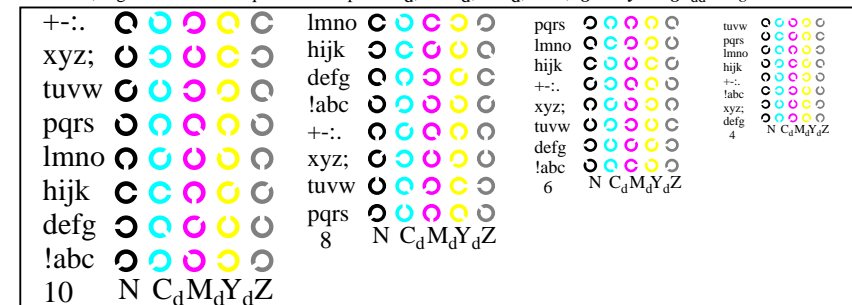 +-:.
xyz;
tuvw
pqrs
lmno
hijk
defg
!abc
10 N CdMdYdZ
lmno
hijk
defg
!abc
+-:.
xyz;
tuvw
pqrs
8 N CdMdYdZ
pqrs
lmno
hijk
+-:.
xyz;
tuvw
defg
!abc
6 N CdMdYdZ
tuvw
pqrs
lmno
hijk
+-:.
!abc
xyz;
defg
4 N CdMdYdZ